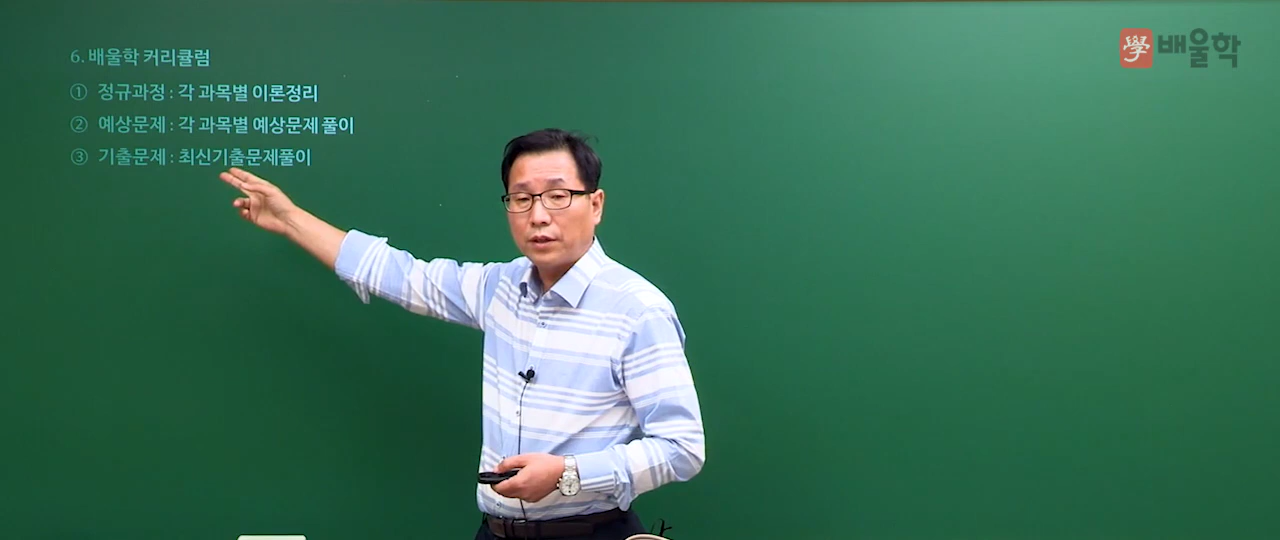 6. 배울학 커리큘럼
① 정규과정 : 각 과목별 이론정리
② 예상문제 : 각 과목별 예상문제 풀이
③ 기출문제 : 최신기출문제풀이
學 배울학